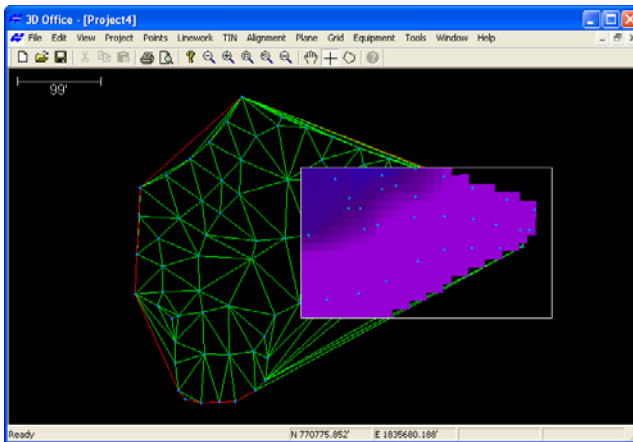 3D Office - [Project4]
File Edit View Project Points Linework TIN Alignment Plane Grid Equipment Tools Window Help
99'
Ready N 770775.852' E 1835680.188'